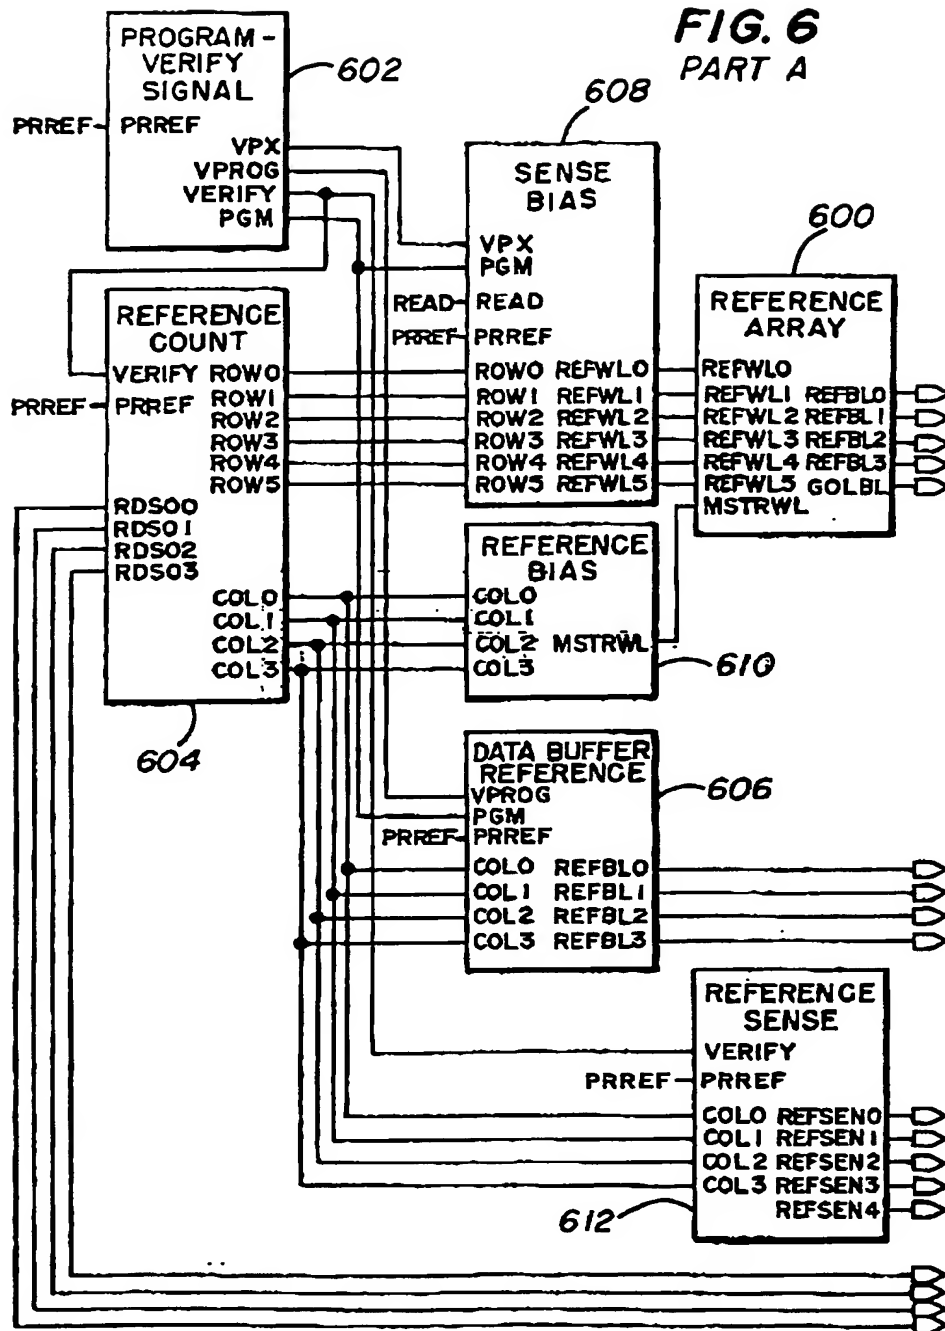 FIG. 6
PART A
PROGRAM-
VERIFY
SIGNAL
602
PRREF PRREF
VPX
VPROG
VERIFY
PGM
608
SENSE
BIAS
VPX
PGM
READ READ
PRREF PRREF
ROW0 REFWL0
ROW1 REFWL1
ROW2 REFWL2
ROW3 REFWL3
ROW4 REFWL4
ROW5 REFWL5
600
REFERENCE
ARRAY
REFWL0
REFWL1 REFBL0
REFWL2 REFBL1
REFWL3 REFBL2
REFWL4 REFBL3
REFWL5 GOLBL
MSTRWL
REFERENCE
COUNT
VERIFY ROW0
PRREF PRREF ROW1
ROW2
ROW3
ROW4
ROW5
RDS00
RDS01
RDS02
RDS03
COL0
COL1
COL2
COL3
604
REFERENCE
BIAS
COL0
COL1
COL2 MSTRWL
COL3
610
DATA BUFFER
REFERENCE
VPROG
PGM
PRREF PRREF
COL0 REFBL0
COL1 REFBL1
COL2 REFBL2
COL3 REFBL3
606
REFERENCE
SENSE
VERIFY
PRREF PRREF
COL0 REFSEN0
COL1 REFSEN1
COL2 REFSEN2
COL3 REFSEN3
REFSEN4
612